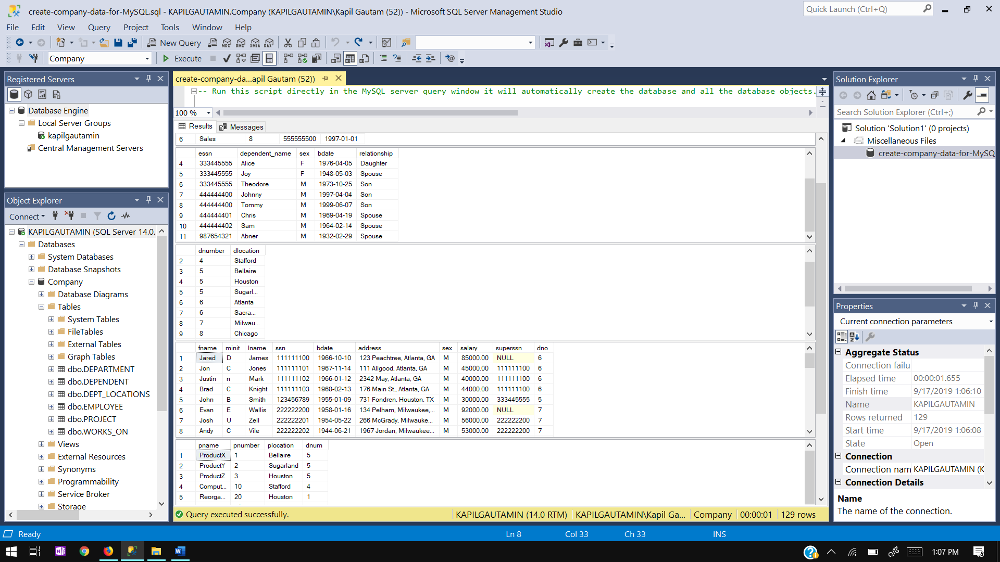 create-company-data-for-MySQL.sql - KAPILGAUTAMIN.Company (KAPILGAUTAMIN\Kapil Gautam (52)) - Microsoft SQL Server Management Studio
Quick Launch (Ctrl+Q)
File Edit View Query Project Tools Window Help
New Query MDX DMX XMLA DAX
Company Execute
Registered Servers
Database Engine
Local Server Groups
kapilgautamin
Central Management Servers
Object Explorer
Connect
KAPILGAUTAMIN (SQL Server 14.0.
Databases
System Databases
Database Snapshots
Company
Database Diagrams
Tables
System Tables
FileTables
External Tables
Graph Tables
dbo.DEPARTMENT
dbo.DEPENDENT
dbo.DEPT_LOCATIONS
dbo.EMPLOYEE
dbo.PROJECT
dbo.WORKS_ON
Views
External Resources
Synonyms
Programmability
Service Broker
Storage
create-company-da...apil Gautam (52))
-- Run this script directly in the MySQL server query window it will automatically create the database and all the database objects.
100 %
Results Messages
6 Sales 8 555555500 1997-01-01
essn dependent_name sex bdate relationship
4 333445555 Alice F 1976-04-05 Daughter
5 333445555 Joy F 1948-05-03 Spouse
6 333445555 Theodore M 1973-10-25 Son
7 444444400 Johnny M 1997-04-04 Son
8 444444400 Tommy M 1999-06-07 Son
9 444444401 Chris M 1969-04-19 Spouse
10 444444402 Sam M 1964-02-14 Spouse
11 987654321 Abner M 1932-02-29 Spouse
dnumber dlocation
2 4 Stafford
3 5 Bellaire
4 5 Houston
5 5 Sugarl...
6 6 Atlanta
7 6 Sacra...
8 7 Milwau...
9 8 Chicago
fname minit lname ssn bdate address sex salary superssn dno
1 Jared D James 111111100 1966-10-10 123 Peachtree, Atlanta, GA M 85000.00 NULL 6
2 Jon C Jones 111111101 1967-11-14 111 Allgood, Atlanta, GA M 45000.00 111111100 6
3 Justin n Mark 111111102 1966-01-12 2342 May, Atlanta, GA M 40000.00 111111100 6
4 Brad C Knight 111111103 1968-02-13 176 Main St., Atlanta, GA M 44000.00 111111100 6
5 John B Smith 123456789 1955-01-09 731 Fondren, Houston, TX M 30000.00 333445555 5
6 Evan E Wallis 222222200 1958-01-16 134 Pelham, Milwaukee,... M 92000.00 NULL 7
7 Josh U Zell 222222201 1954-05-22 266 McGrady, Milwauke... M 56000.00 222222200 7
8 Andy C Vile 222222202 1944-06-21 1967 Jordan, Milwaukee... M 53000.00 222222200 7
pname pnumber plocation dnum
1 ProductX 1 Bellaire 5
2 ProductY 2 Sugarland 5
3 ProductZ 3 Houston 5
4 Comput... 10 Stafford 4
5 Reorga... 20 Houston 1
Query executed successfully. KAPILGAUTAMIN (14.0 RTM) KAPILGAUTAMIN\Kapil Ga... Company 00:00:01 129 rows
Solution Explorer
Search Solution Explorer (Ctrl+;)
Solution 'Solution1' (0 projects)
Miscellaneous Files
create-company-data-for-MySQ
Properties
Current connection parameters
Aggregate Status
Connection failu
Elapsed time 00:00:01.655
Finish time 9/17/2019 1:06:10
Name KAPILGAUTAMIN
Rows returned 129
Start time 9/17/2019 1:06:08
State Open
Connection
Connection nam KAPILGAUTAMIN (K
Connection Details
Name
The name of the connection.
Ready Ln 8 Col 33 Ch 33 INS
1:07 PM